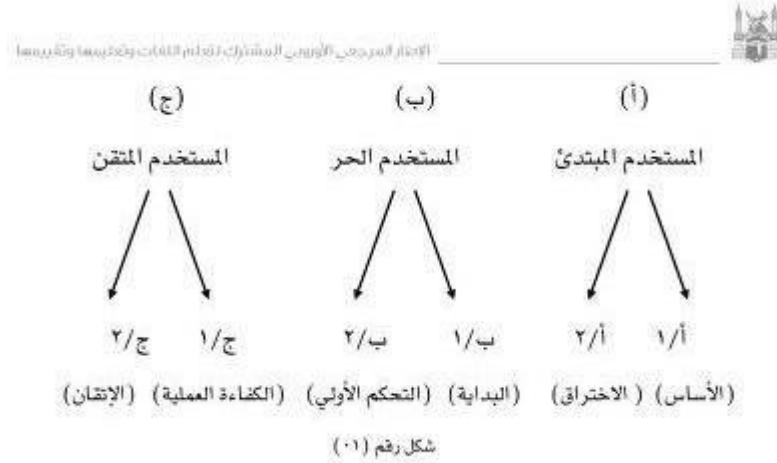 الإطار المرجعي الأوروبي المشترك لتعلم اللغات وتعليمها وتقييمها
(أ) (ب) (ج)
المستخدم المبتدئ المستخدم الحر المستخدم المتقن
أ/١ أ/٢ ب/١ ب/٢ ج/١ ج/٢
(الأساس) (الاختراق) (البداية) (التحكم الأولي) (الكفاءة العملية) (الإتقان)
شكل رقم (٠١)